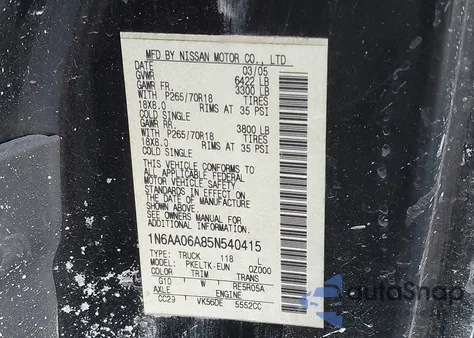 MFD BY NISSAN MOTOR CO., LTD
DATE 03/05
GVWR 6422 LB
GAWR FR. 3300 LB
WITH P265/70R18 TIRES
18X8.0 RIMS AT 35 PSI
COLD SINGLE
GAWR RR. 3800 LB
WITH P265/70R18 TIRES
18X8.0 RIMS AT 35 PSI
COLD SINGLE
THIS VEHICLE CONFORMS TO
ALL APPLICABLE FEDERAL
MOTOR VEHICLE SAFETY
STANDARDS IN EFFECT ON
THE DATE OF MANUFACTURE
SHOWN ABOVE.
SEE OWNERS MANUAL FOR
ADDITIONAL INFORMATION.
1N6AA06A85N540415
TYPE: TRUCK 118 L
MODEL: PKELTK-EUN QZ000
COLOR TRIM TRANS
G10 W RE5R05A
AXLE ENGINE
CC29 VK56DE 5552CC
autoSnap